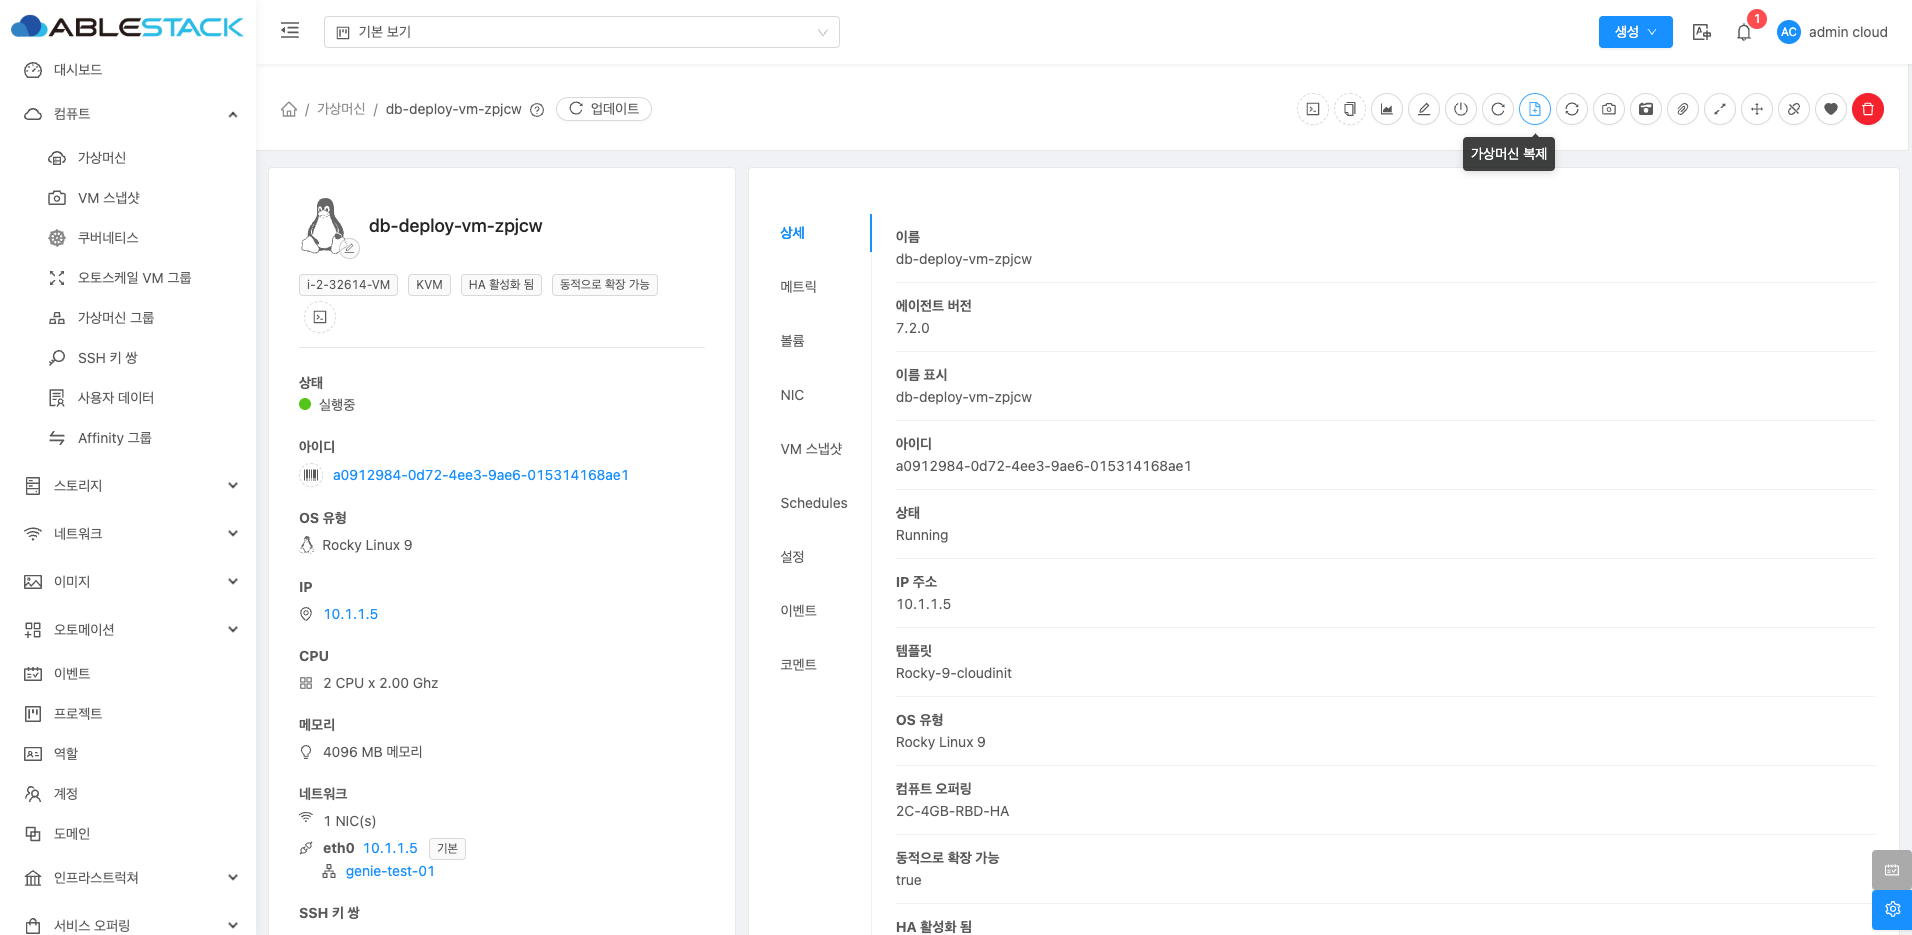 ABLESTACK
기본 보기
생성
1
AC
admin cloud
대시보드
컴퓨트
가상머신
VM 스냅샷
쿠버네티스
오토스케일 VM 그룹
가상머신 그룹
SSH 키 쌍
사용자 데이터
Affinity 그룹
스토리지
네트워크
이미지
오토메이션
이벤트
프로젝트
역할
계정
도메인
인프라스트럭쳐
서비스 오퍼링
/ 가상머신 / db-deploy-vm-zpjcw
업데이트
가상머신 복제
db-deploy-vm-zpjcw
i-2-32614-VM
KVM
HA 활성화 됨
동적으로 확장 가능
상태
실행중
아이디
a0912984-0d72-4ee3-9ae6-015314168ae1
OS 유형
Rocky Linux 9
IP
10.1.1.5
CPU
2 CPU x 2.00 Ghz
메모리
4096 MB 메모리
네트워크
1 NIC(s)
eth0 10.1.1.5 기본
genie-test-01
SSH 키 쌍
상세
메트릭
볼륨
NIC
VM 스냅샷
Schedules
설정
이벤트
코멘트
이름
db-deploy-vm-zpjcw
에이전트 버전
7.2.0
이름 표시
db-deploy-vm-zpjcw
아이디
a0912984-0d72-4ee3-9ae6-015314168ae1
상태
Running
IP 주소
10.1.1.5
템플릿
Rocky-9-cloudinit
OS 유형
Rocky Linux 9
컴퓨트 오퍼링
2C-4GB-RBD-HA
동적으로 확장 가능
true
HA 활성화 됨